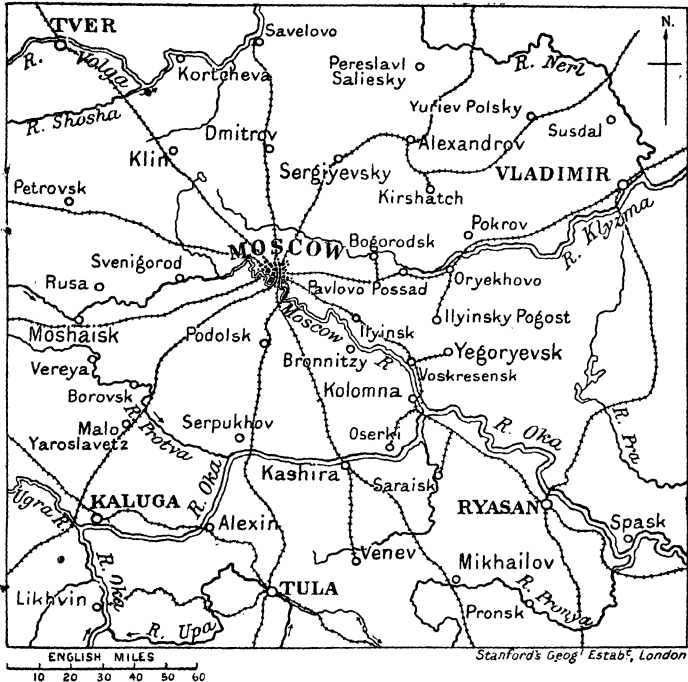 TVER
Savelovo
R. Volga
Kortcheva
Pereslavl
Saliesky
R. Nerl
N.
R. Shosha
Yuriev Polsky
Susdal
Dmitrov
Klin
Alexandrov
Sergiyevsky
VLADIMIR
Petrovsk
Kirshatch
Pokrov
R. Klyzma
MOSCOW
Bogorodsk
Svenigorod
Rusa
Pavlovo Possad
Oryekhovo
Moshaisk
Moscow R
Ilyinsk
Illyinsky Pogost
Podolsk
Bronnitzy
Yegoryevsk
Vereya
Voskresensk
Borovsk
Kolomna
R. Protva
Malo
Yaroslavetz
Serpukhov
Oserki
R. Oka
R. Pra
Kashira
Saraisk
Ugra R.
KALUGA
R. Oka
Alexin
RYASAN
Spask
Venev
R. Oka
Mikhailov
Likhvin
TULA
R. Pronya
Pronsk
R. Upa
ENGLISH MILES
10 20 30 40 50 60
Stanford's Geog! Estabt., London